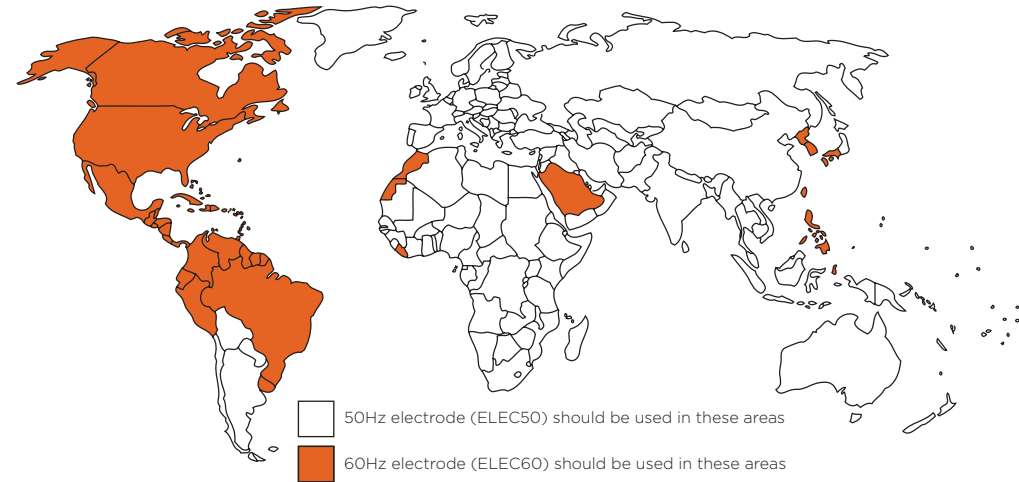 50Hz electrode (ELEC50) should be used in these areas
60Hz electrode (ELEC60) should be used in these areas